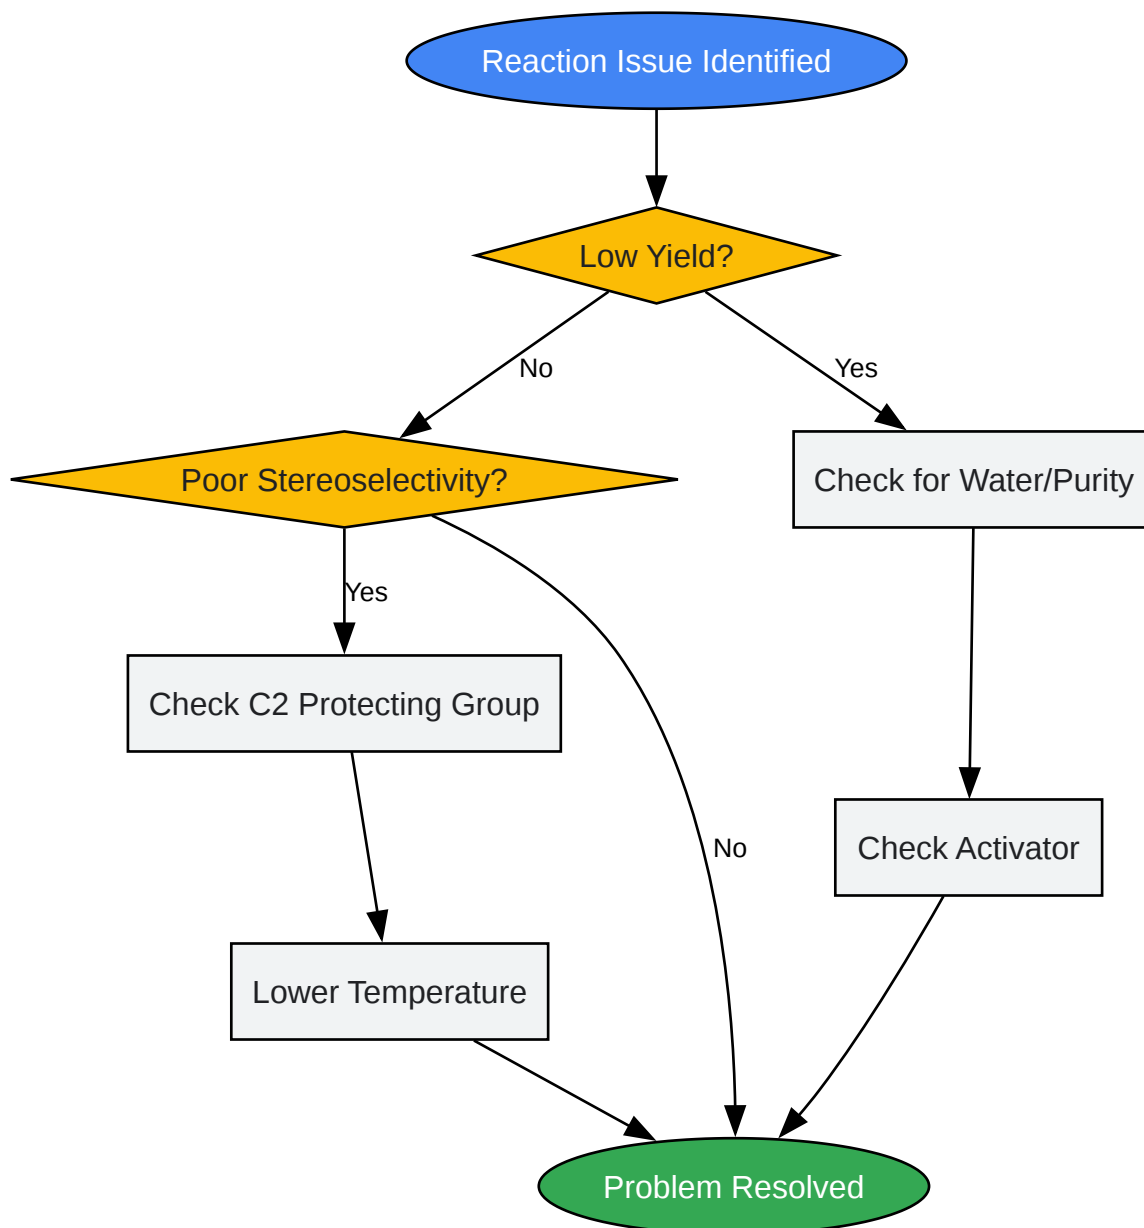 Reaction Issue Identified
Low Yield?
No
Yes
Poor Stereoselectivity?
Check for Water/Purity
Yes
Check C2 Protecting Group
No
Check Activator
Lower Temperature
Problem Resolved